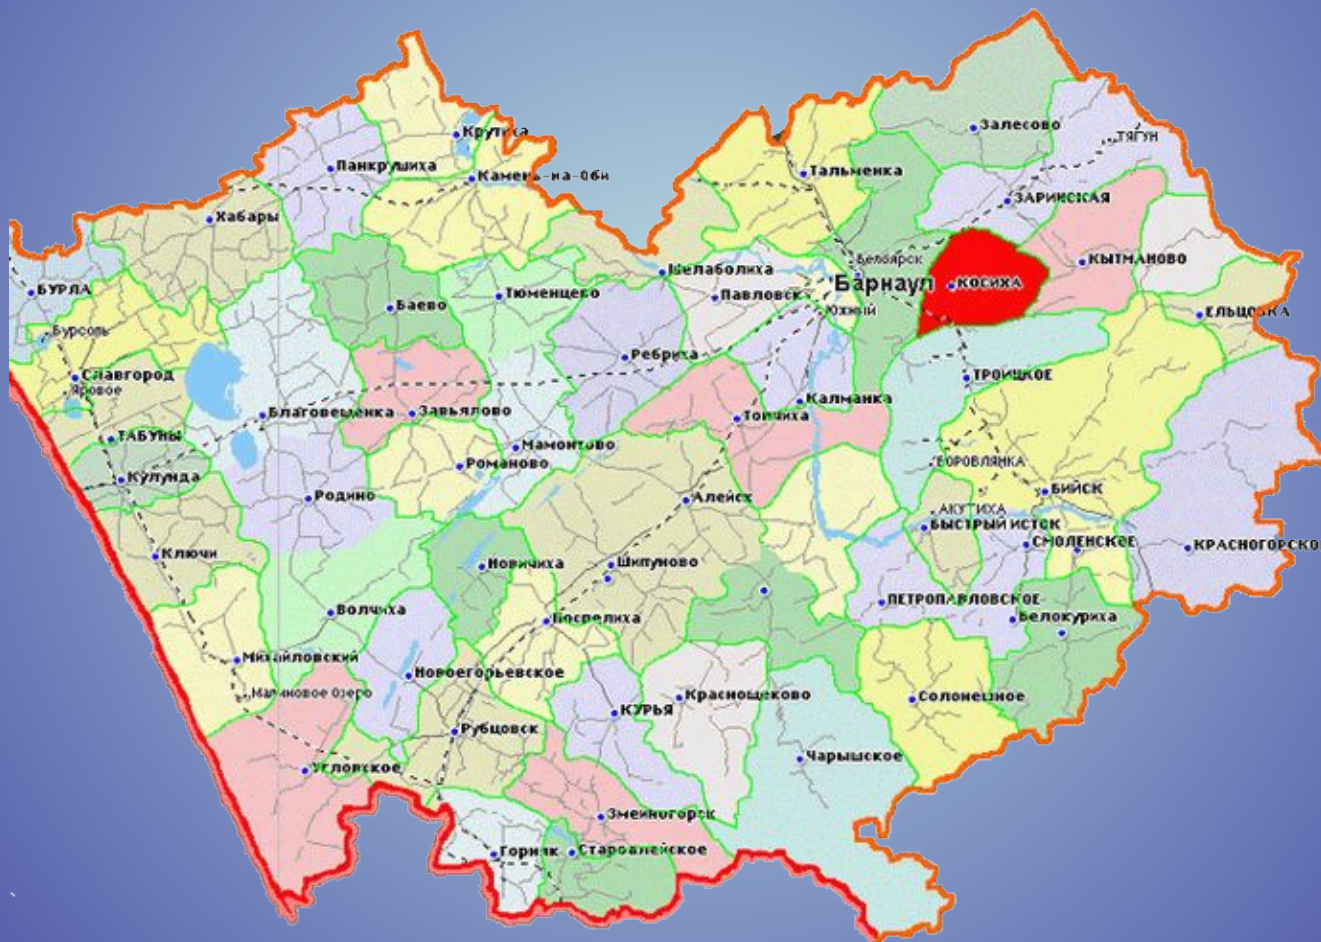 Крутиха
Залесово
ТЯГУН
Панкрушиха
Камень-на-Оби
Тальменка
ЗАРИНСКАЯ
Хабары
Белоярск
КЫТМАНОВО
Шелаболиха
БУРЛА
Тюменцево
Павловск
Барнаул
КОСИХА
Баево
Южный
ЕЛЬЦОВКА
Бурсоль
Ребриха
Славгород
Яровое
ТРОИЦКОЕ
Благовещенка
Завьялово
Топчиха
Калманка
ТАБУНЫ
Мамонтово
Романово
БОРОВЛЯНКА
Кулунда
Родино
Алейск
БИЙСК
АКУТИХА
БЫСТРЫЙ ИСТОК
Ключи
Новичиха
Шипуново
СМОЛЕНСКОЕ
КРАСНОГОРСКО
Волчиха
Поспелиха
ПЕТРОПАВЛОВСКОЕ
Белокуриха
Михайловский
Малиновое Озеро
Новоегорьевское
Краснощеково
Солонешное
КУРЬЯ
Рубцовск
Угловское
Чарышское
Змеиногорск
Горняк
Староалейское